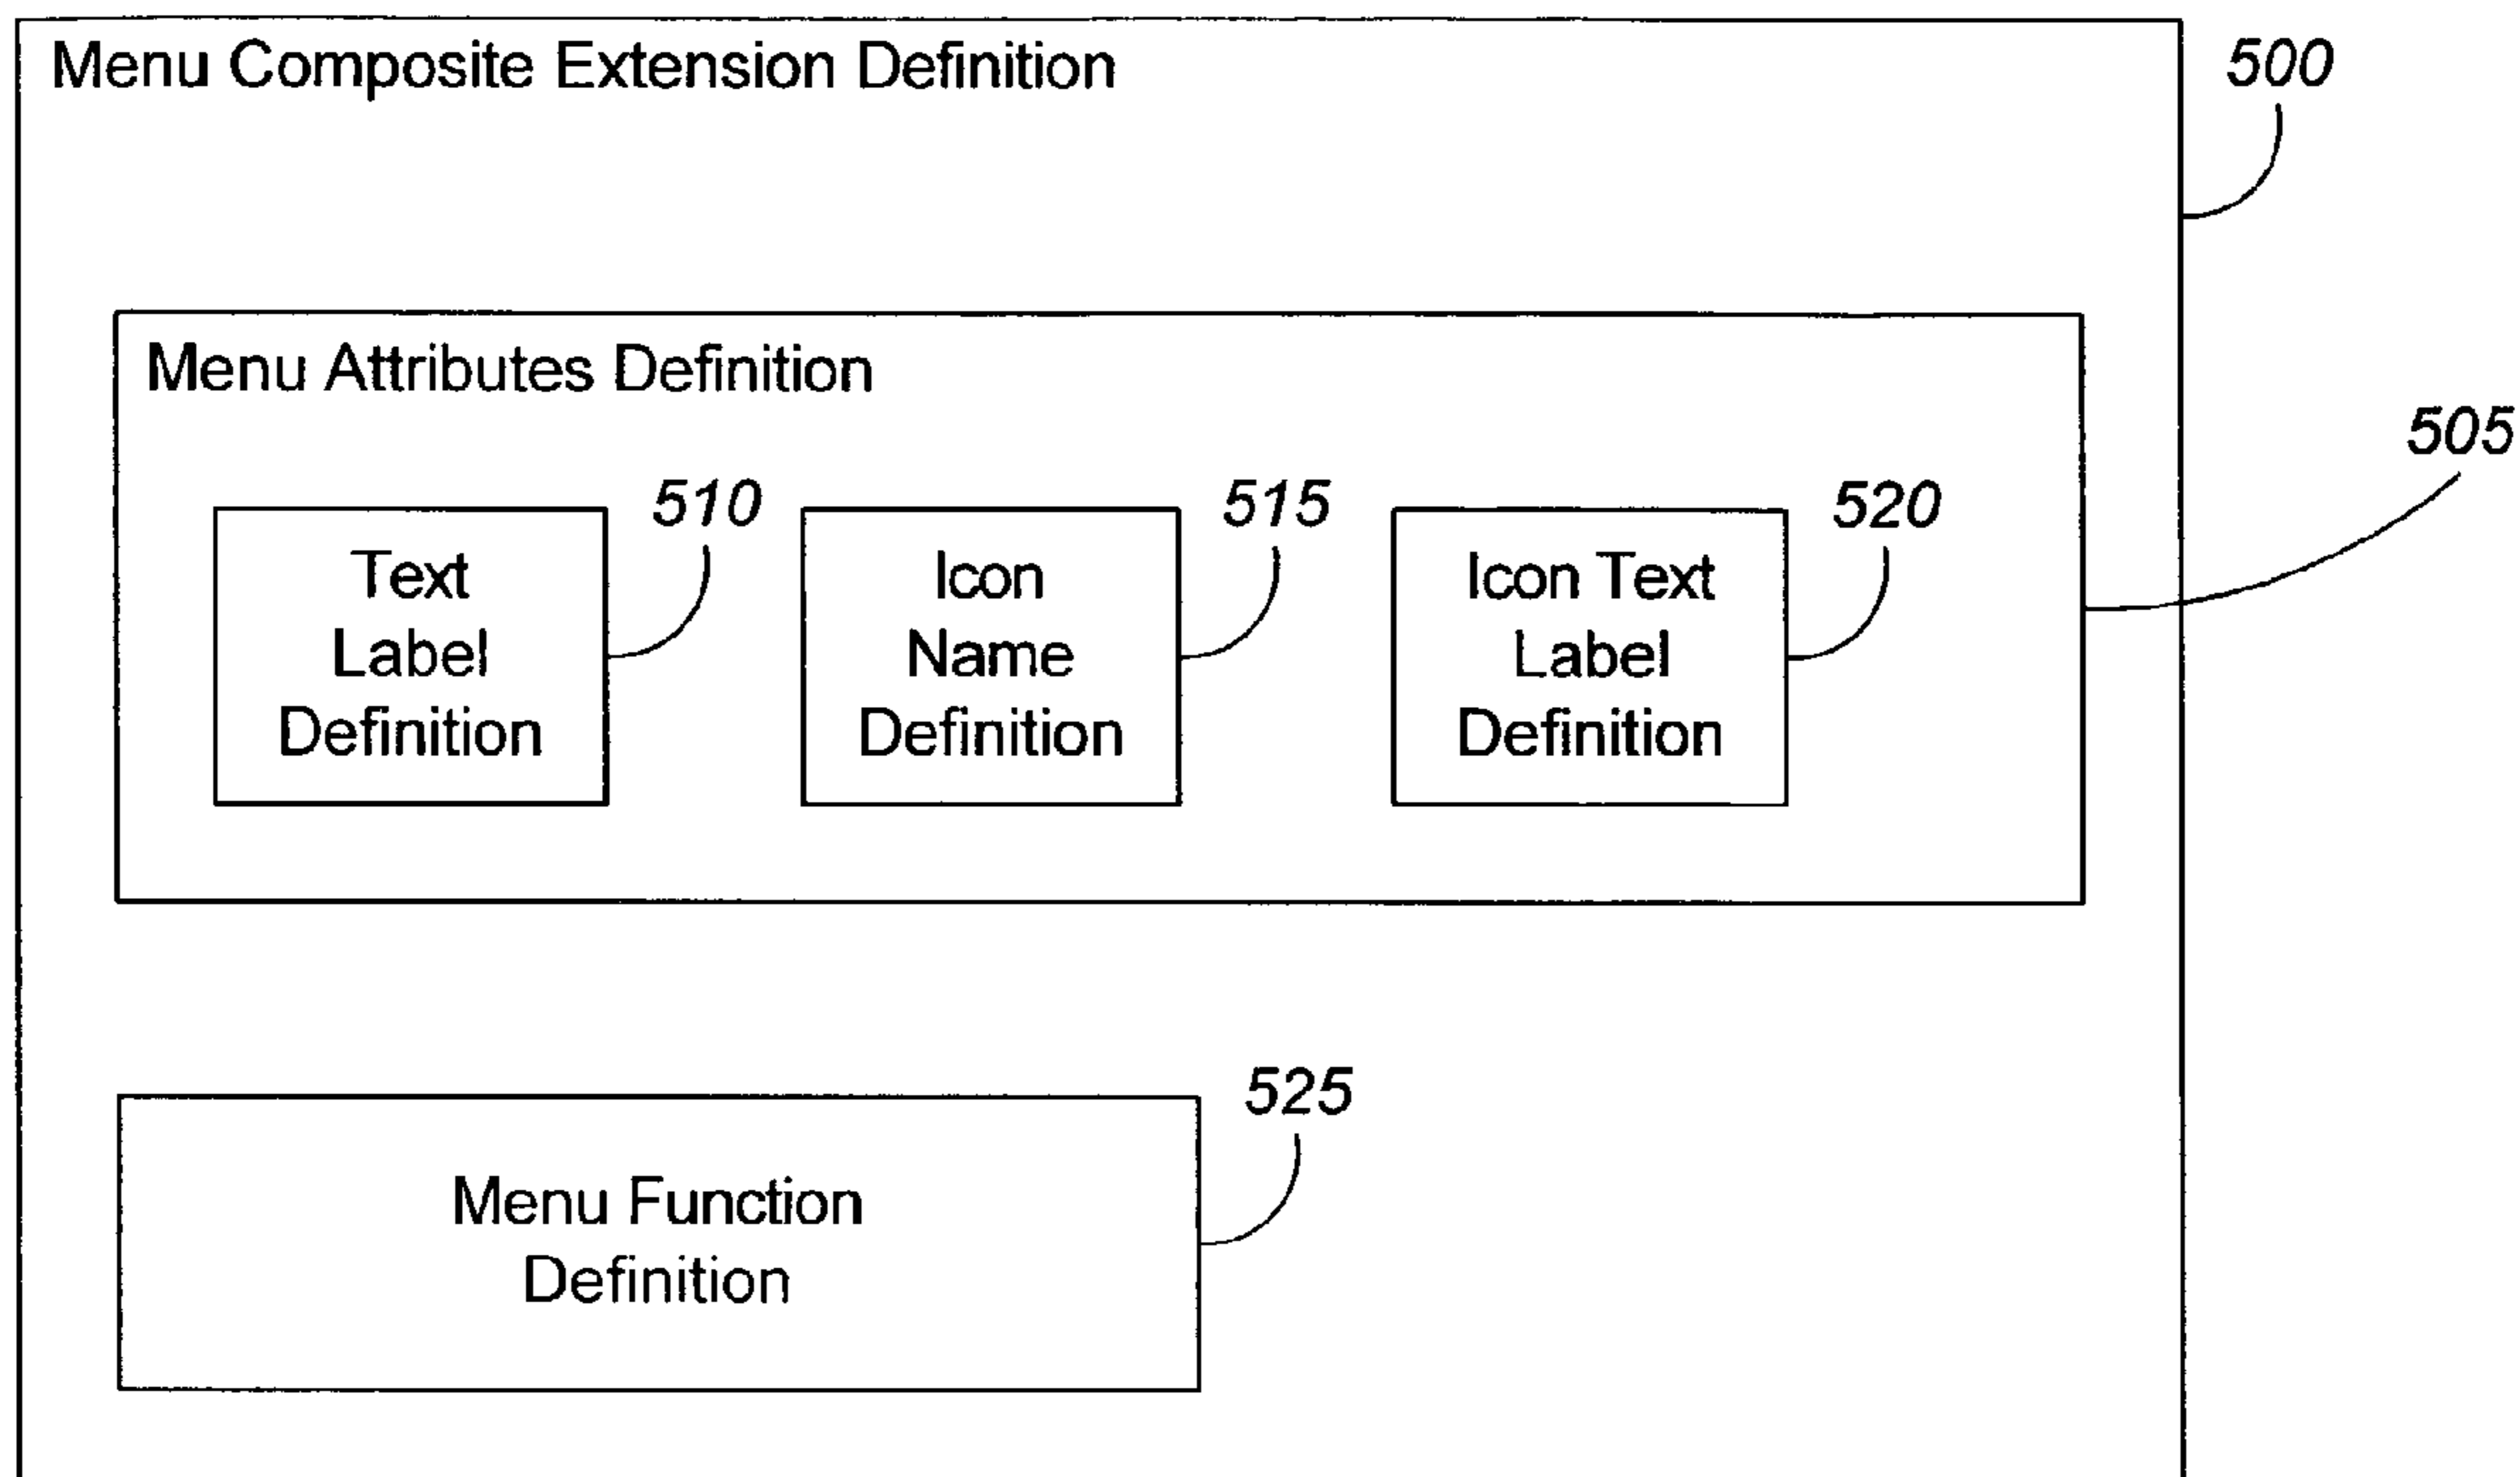 Menu Composite Extension Definition
500
Menu Attributes Definition
505
510
515
520
Text
Label
Definition
Icon
Name
Definition
Icon Text
Label
Definition
525
Menu Function
Definition